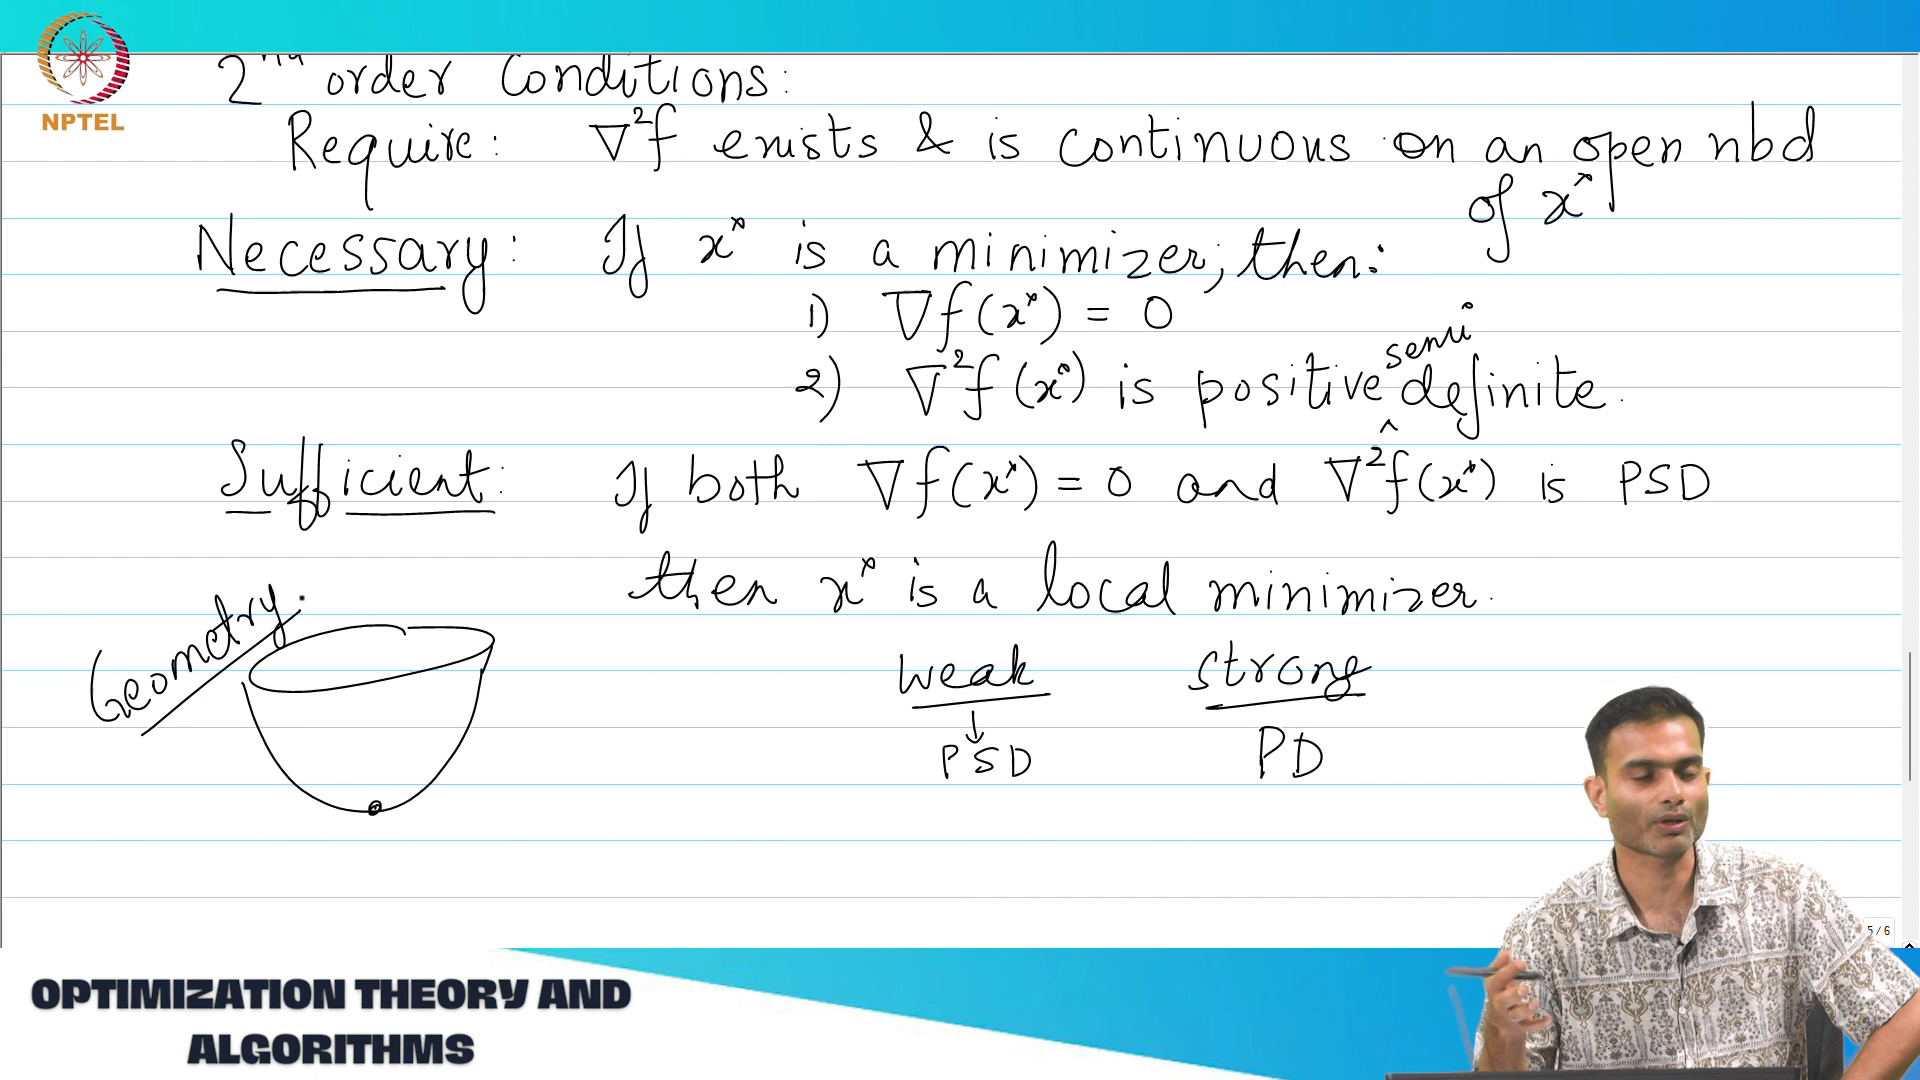 NPTEL
2nd order Conditions:
Require: ∇²f exists & is continuous on an open nbd
of x*
Necessary: If x* is a minimizer, then:
1) ∇f(x*) = 0
semi
2) ∇²f(x*) is positive ^ definite.
Sufficient: If both ∇f(x*) = 0 and ∇²f(x*) is PSD
then x* is a local minimizer.
Geometry:
weak strong
↓
PSD PD
5/6
OPTIMIZATION THEORY AND
ALGORITHMS